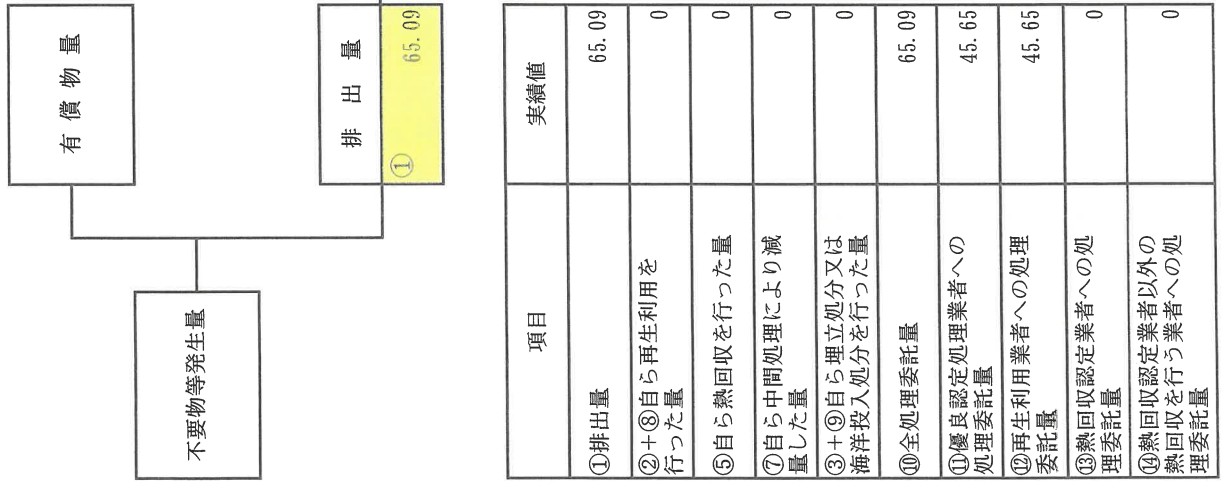 有償物量
排出量
① 65.09
不要物等発生量
項目 実績値
①排出量 65.09
②+⑧自ら再生利用を
行った量 0
⑤自ら熱回収を行った量 0
⑦自ら中間処理により減
量した量 0
③+⑨自ら埋立処分又は
海洋投入処分を行った量 0
⑩全処理委託量 65.09
⑪優良認定処理業者への
処理委託量 45.65
⑫再生利用業者への処理
委託量 45.65
⑬熱回収認定業者への処
理委託量 0
⑭熱回収認定業者以外の
熱回収を行う業者への処
理委託量 0